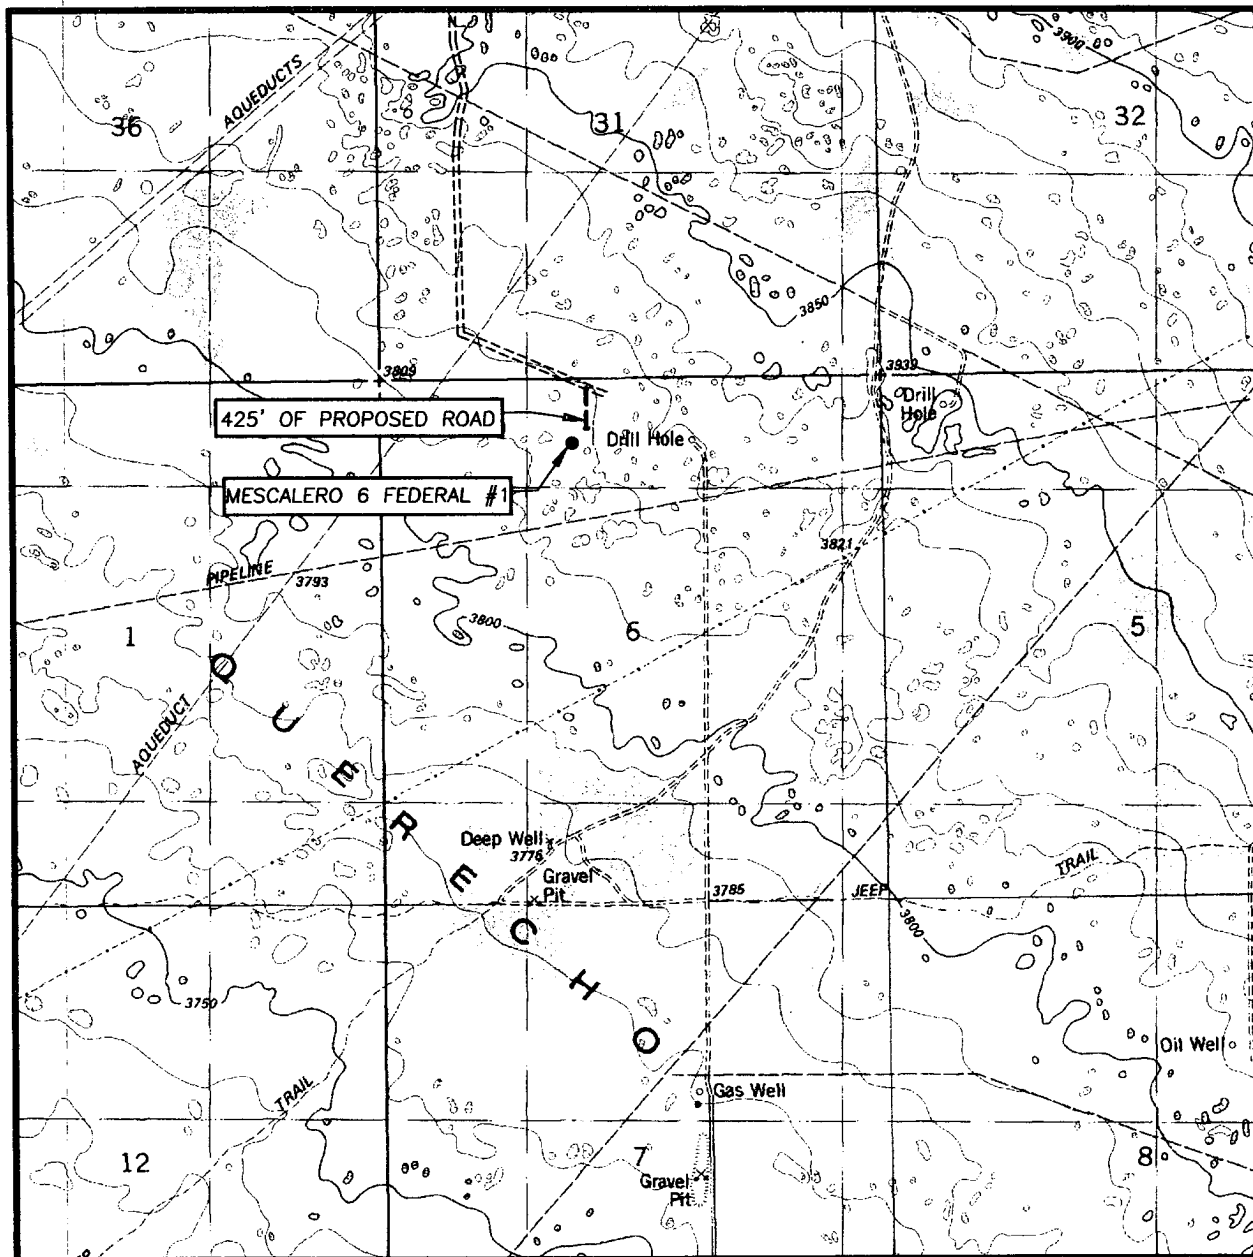 3900
AQUEDUCTS
36
31
32
3850
3809
3939
Drill
Hole
425' OF PROPOSED ROAD
Drill Hole
MESCALERO 6 FEDERAL #1
3821
PIPELINE
3793
3800
1
6
5
AQUEDUCT
QUERECHO
Deep Well
3776
Gravel
Pit
TRAIL
3785
JEEP
3800
3750
Oil Well
TRAIL
Gas Well
12
7
8
Gravel
Pit